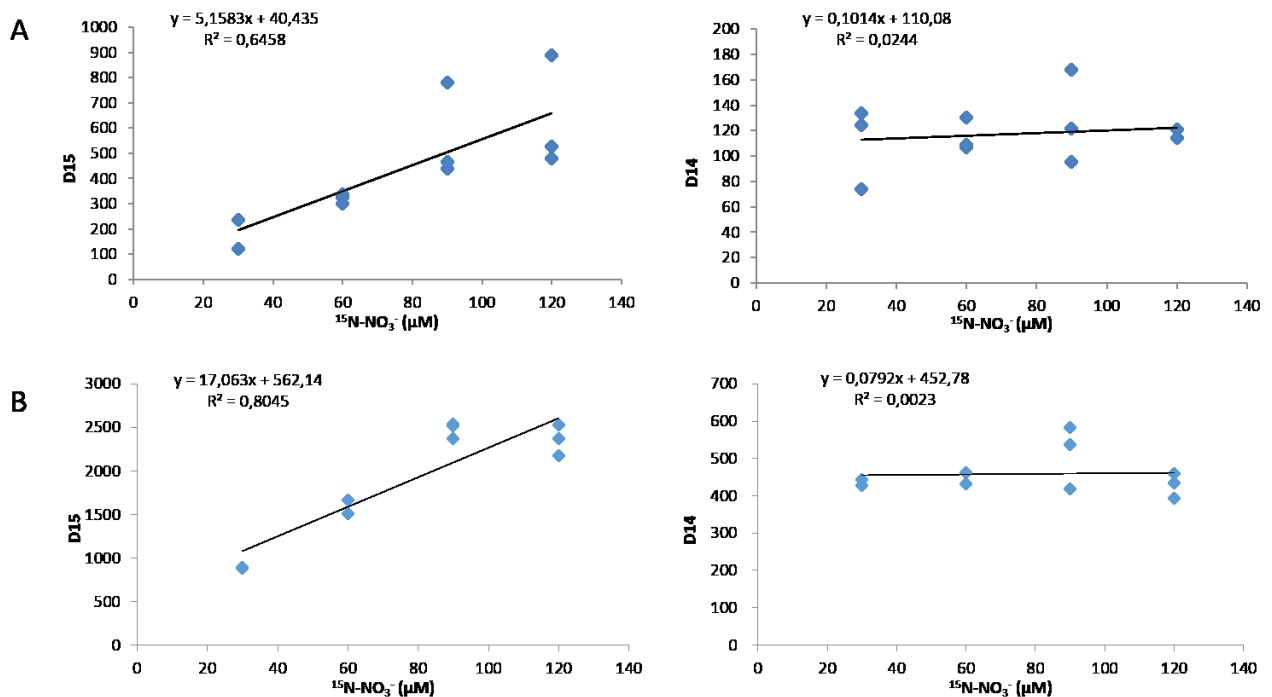 A
y = 5,1583x + 40,435
R² = 0,6458
1000
900
800
700
600
500
400
300
200
100
0
D15
0 20 40 60 80 100 120 140
¹⁵N-NO₃⁻ (µM)
y = 0,1014x + 110,08
R² = 0,0244
200
180
160
140
120
100
80
60
40
20
0
D14
0 20 40 60 80 100 120 140
¹⁵N-NO₃⁻ (µM)
B
y = 17,063x + 562,14
R² = 0,8045
3000
2500
2000
1500
1000
500
0
D15
0 20 40 60 80 100 120 140
¹⁵N-NO₃⁻ (µM)
y = 0,0792x + 452,78
R² = 0,0023
700
600
500
400
300
200
100
0
D14
0 20 40 60 80 100 120 140
¹⁵N-NO₃⁻ (µM)